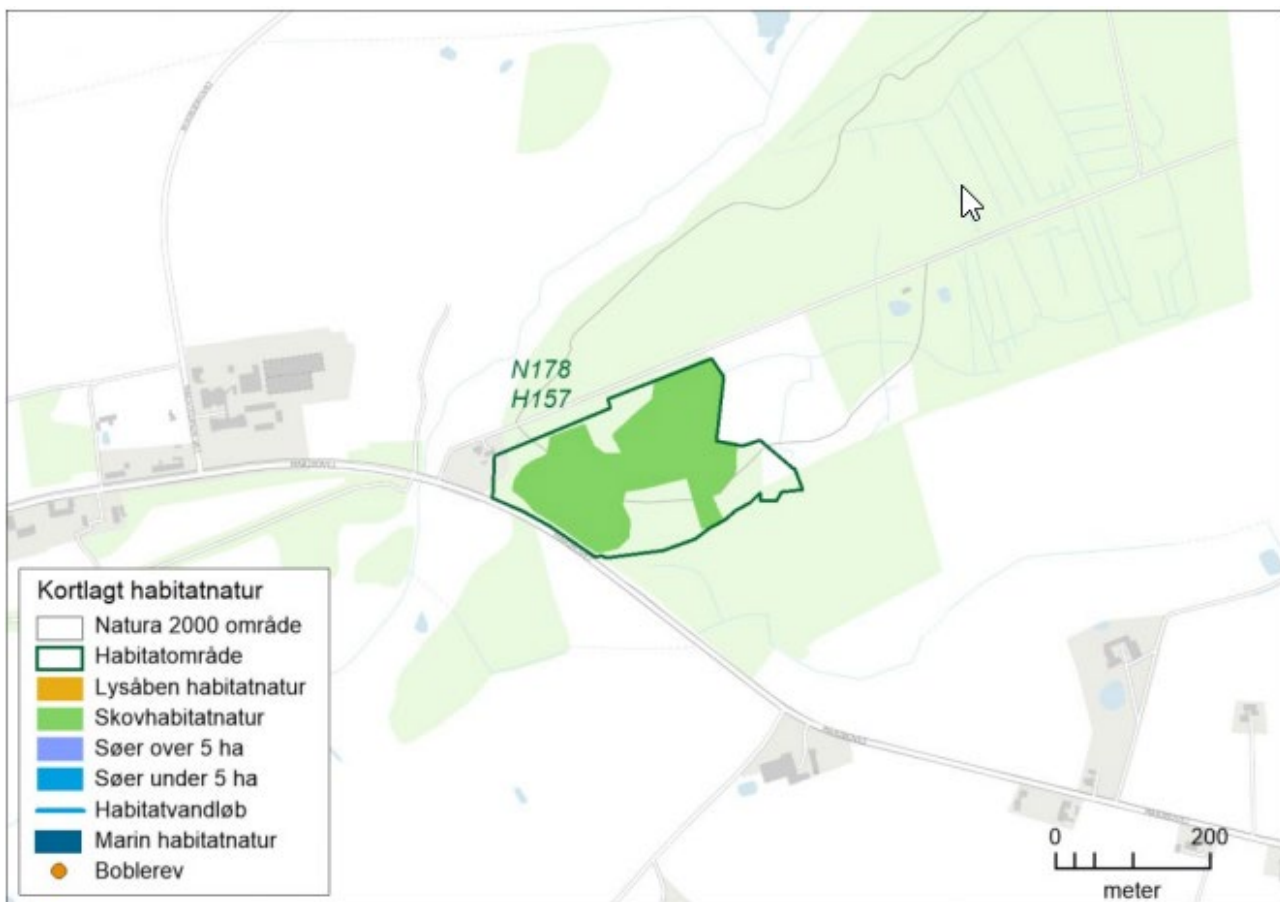 N178
H157
Kortlagt habitatnatur
Natura 2000 område
Habitatområde
Lysåben habitatnatur
Skovhabitatnatur
Søer over 5 ha
Søer under 5 ha
Habitatvandløb
Marin habitatnatur
Boblerev
0 200
meter